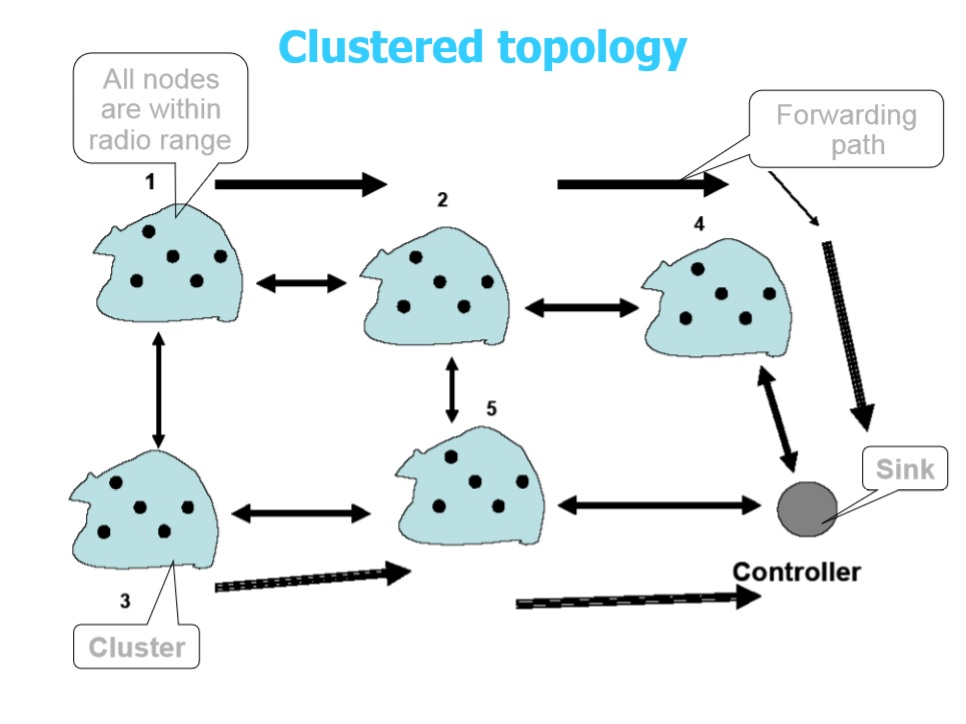 Clustered topology
All nodes
are within
radio range
Forwarding
path
1
2
4
5
Sink
Controller
3
Cluster